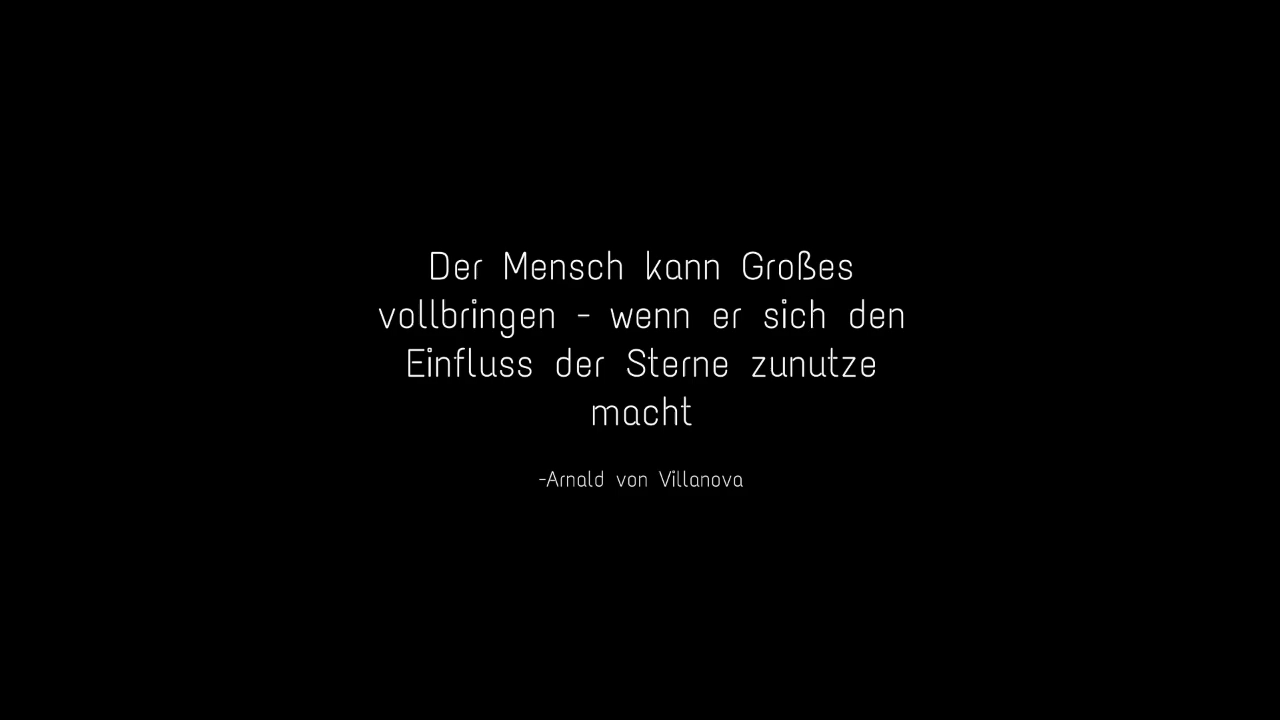 Der Mensch kann Großes
vollbringen - wenn er sich den
Einfluss der Sterne zunutze
macht
-Arnald von Villanova